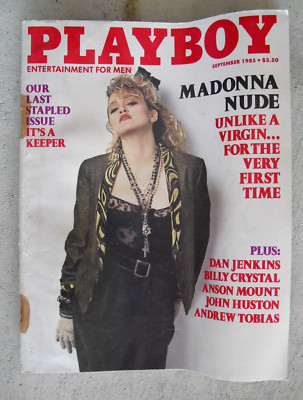 PLAYBOY
ENTERTAINMENT FOR MEN
SEPTEMBER 1985 • $3.50
OUR
LAST
STAPLED
ISSUE
IT'S A
KEEPER
MADONNA
NUDE
UNLIKE A
VIRGIN...
FOR THE
VERY
FIRST
TIME
PLUS:
DAN JENKINS
BILLY CRYSTAL
ANSON MOUNT
JOHN HUSTON
ANDREW TOBIAS